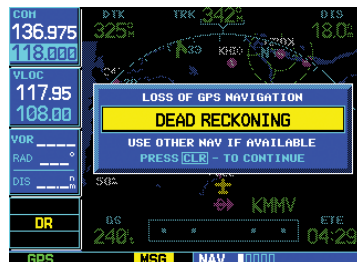 COM
136.975
118.000
VLOC
117.95
108.00
VOR
RAD
DIS
DR
GPS
DTK
325°
TRK 342°
DIS
18.0
LOSS OF GPS NAVIGATION
DEAD RECKONING
USE OTHER NAV IF AVAILABLE
PRESS CLR - TO CONTINUE
KMMV
GS
240
ETE
04:29
MSG
NAV